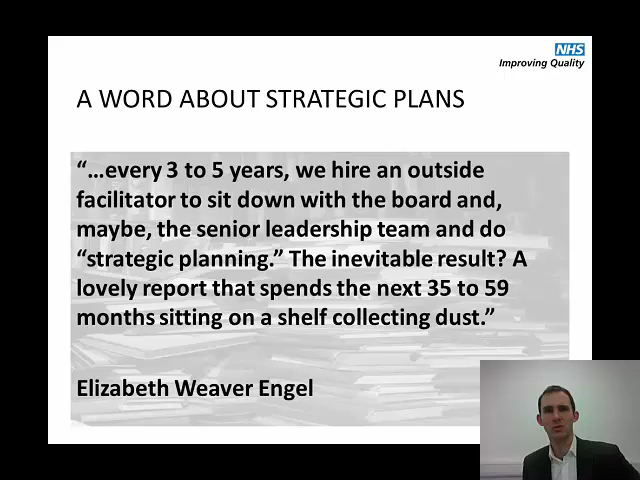 NHS
Improving Quality
A WORD ABOUT STRATEGIC PLANS
“…every 3 to 5 years, we hire an outside
facilitator to sit down with the board and,
maybe, the senior leadership team and do
“strategic planning.” The inevitable result? A
lovely report that spends the next 35 to 59
months sitting on a shelf collecting dust.”
Elizabeth Weaver Engel